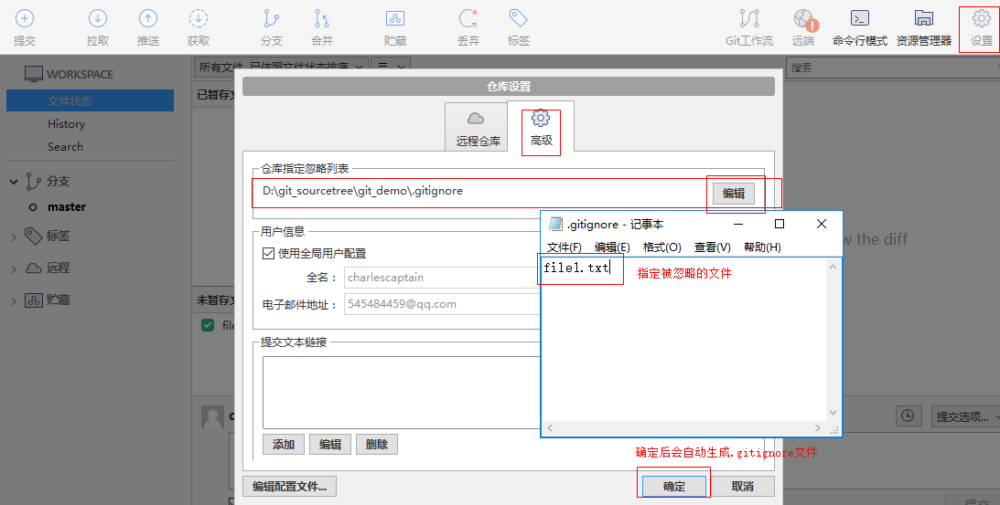 提交 拉取 推送 获取 分支 合并 贮藏 丢弃 标签 Git工作流 远端 命令行模式 资源管理器 设置
WORKSPACE
文件状态
History
Search
分支
master
标签
远程
贮藏
所有文件, 已依照文件状态排序
搜索
已暂存文
未暂存文
w the diff
提交选项...
提交
仓库设置
远程仓库 高级
仓库指定忽略列表
D:\git_sourcetree\git_demo\.gitignore 编辑
用户信息
使用全局用户配置
全名： charlescaptain
电子邮件地址： 545484459@qq.com
提交文本链接
添加 编辑 删除
编辑配置文件... 确定 取消
.gitignore - 记事本
文件(F) 编辑(E) 格式(O) 查看(V) 帮助(H)
file1.txt
指定被忽略的文件
确定后会自动生成.gitignore文件